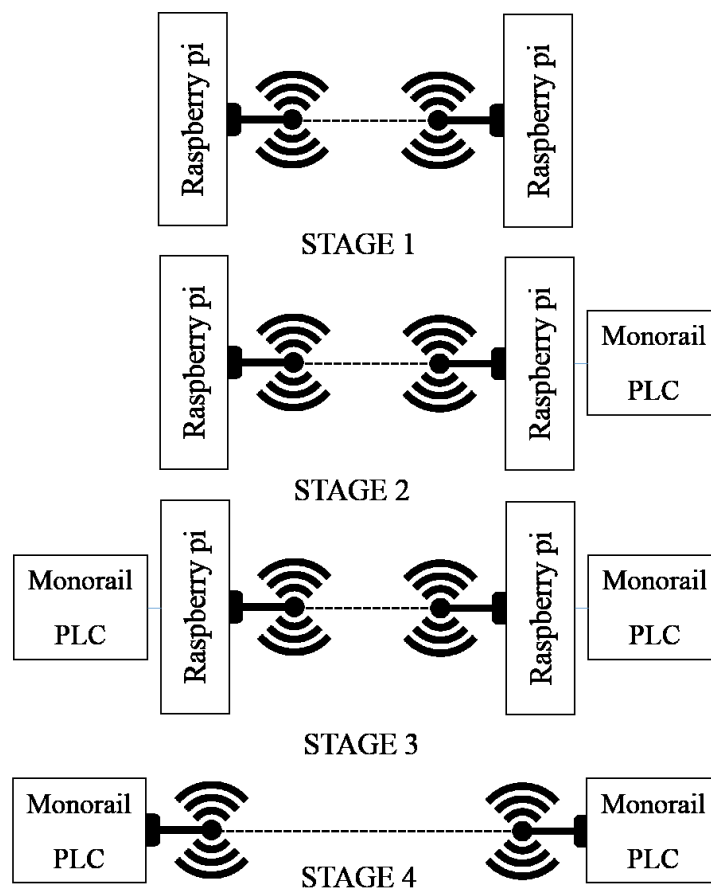 Raspberry pi
Raspberry pi
STAGE 1
Raspberry pi
Raspberry pi
Monorail
PLC
STAGE 2
Monorail
PLC
Raspberry pi
Raspberry pi
Monorail
PLC
STAGE 3
Monorail
PLC
Monorail
PLC
STAGE 4